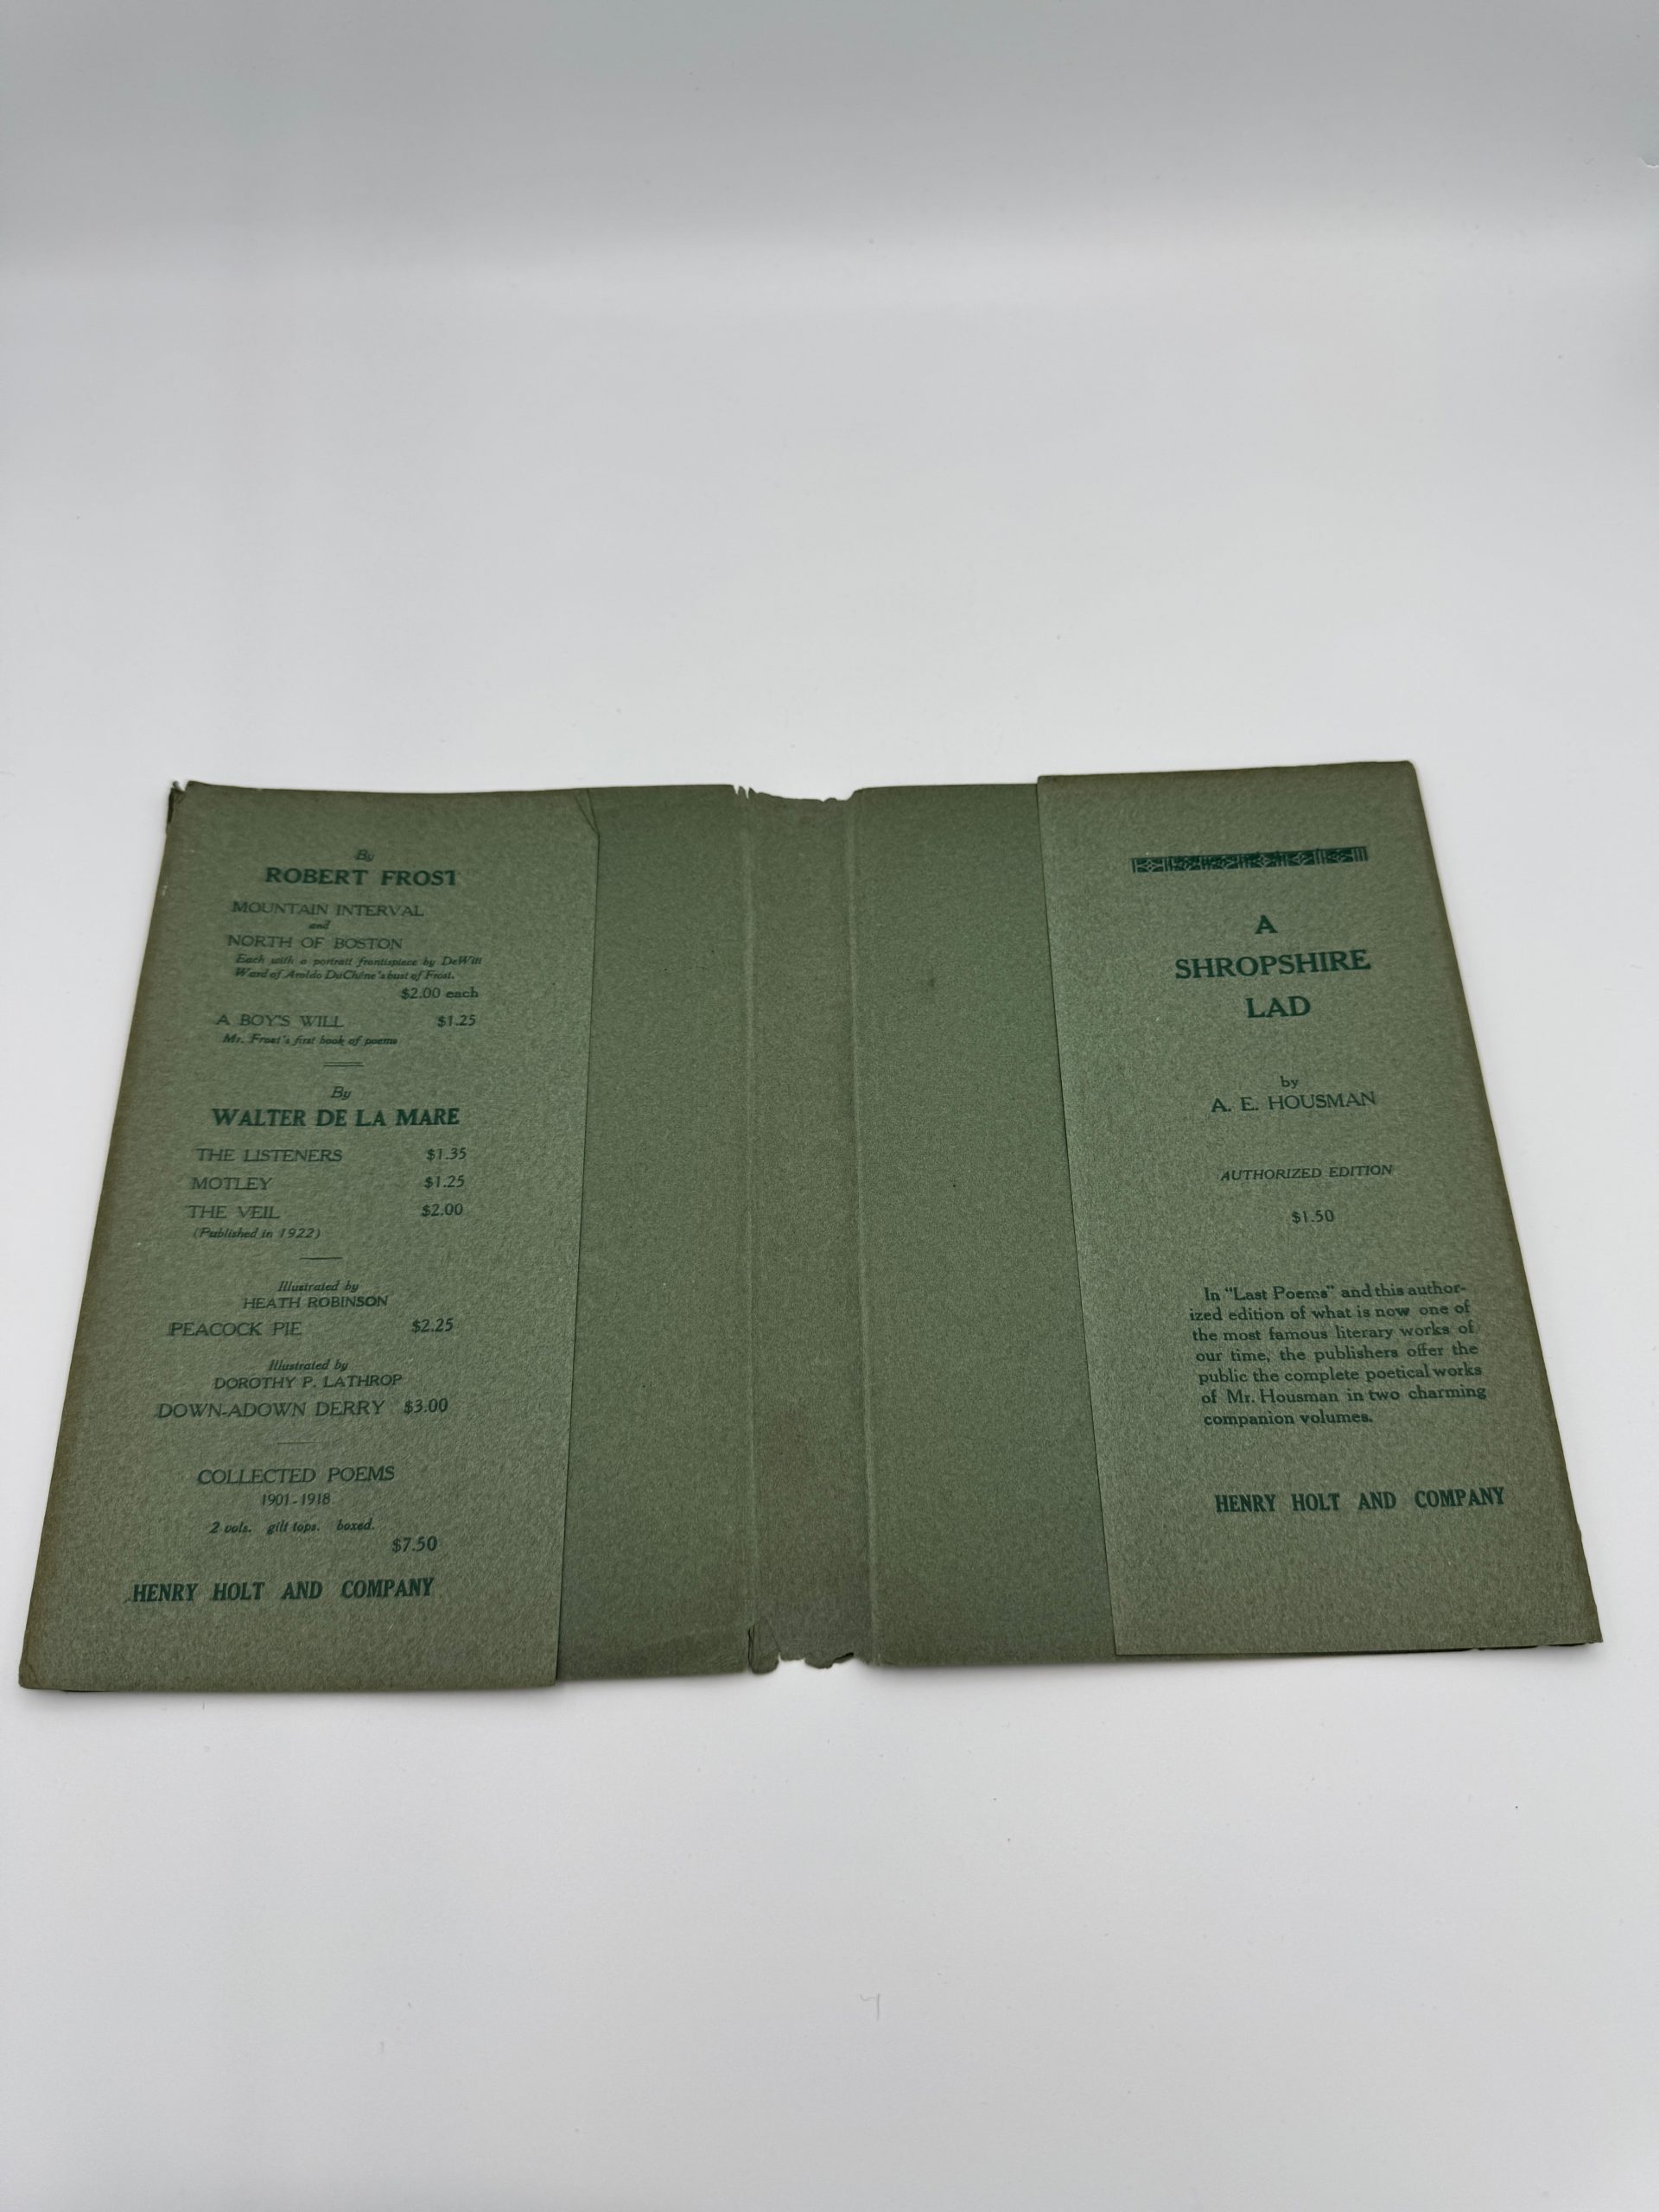 By
ROBERT FROST
MOUNTAIN INTERVAL
and
NORTH OF BOSTON
Each with a portrait frontispiece by DeWitt
Ward of Aroldo DuChêne's bust of Frost.
$2.00 each
A BOY'S WILL $1.25
Mr. Frost's first book of poems
By
WALTER DE LA MARE
THE LISTENERS $1.35
MOTLEY $1.25
THE VEIL $2.00
(Published in 1922)
Illustrated by
HEATH ROBINSON
PEACOCK PIE $2.25
Illustrated by
DOROTHY P. LATHROP
DOWN-ADOWN DERRY $3.00
COLLECTED POEMS
1901-1918
2 vols. gilt tops. boxed.
$7.50
HENRY HOLT AND COMPANY
A
SHROPSHIRE
LAD
by
A. E. HOUSMAN
AUTHORIZED EDITION
$1.50
In "Last Poems" and this author-
ized edition of what is now one of
the most famous literary works of
our time, the publishers offer the
public the complete poetical works
of Mr. Housman in two charming
companion volumes.
HENRY HOLT AND COMPANY